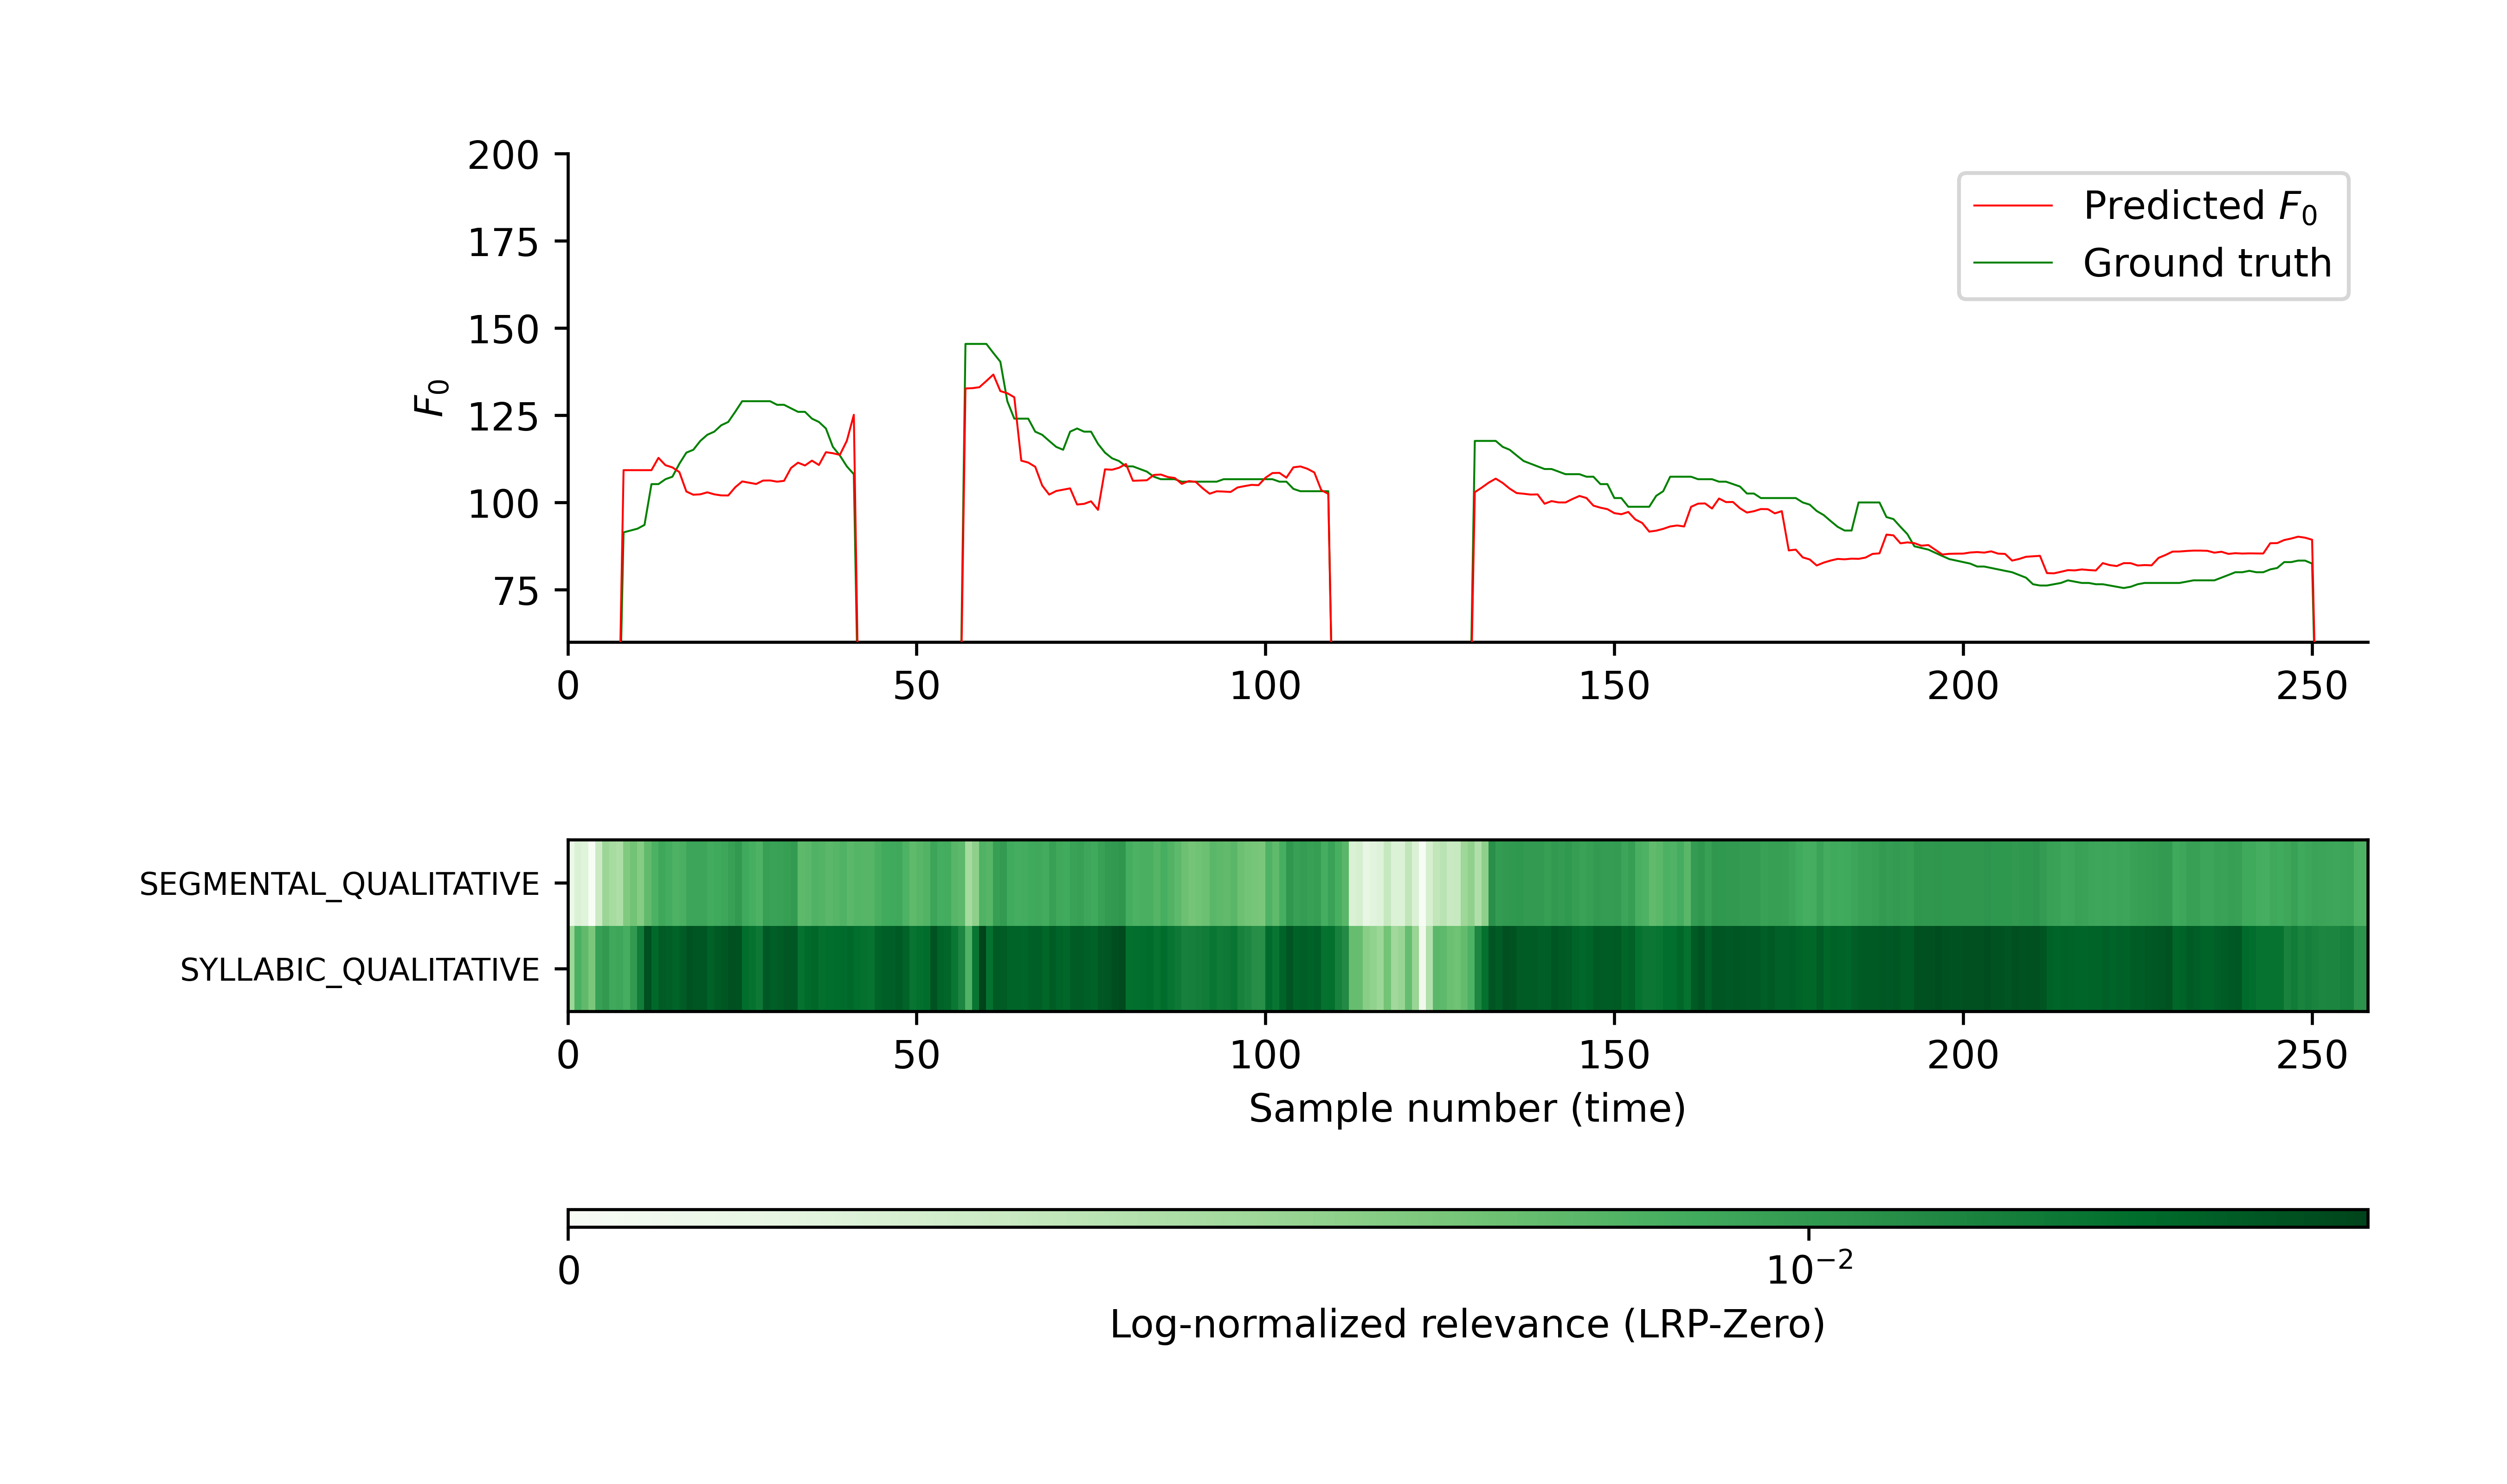 200
175
150
125
100
75
F₀
Predicted F₀
Ground truth
0 50 100 150 200 250
SEGMENTAL_QUALITATIVE
SYLLABIC_QUALITATIVE
0 50 100 150 200 250
Sample number (time)
0 10⁻²
Log-normalized relevance (LRP-Zero)